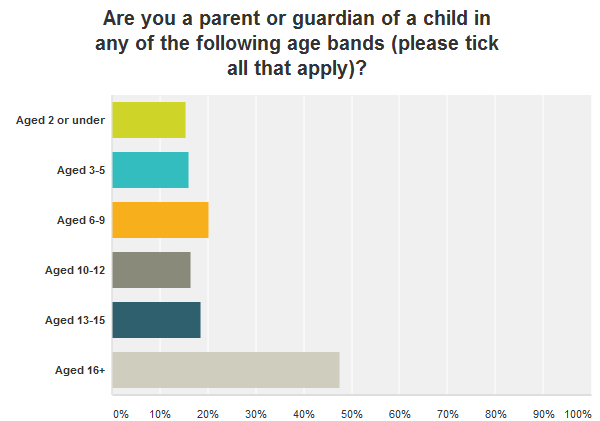 Are you a parent or guardian of a child in
any of the following age bands (please tick
all that apply)?
Aged 2 or under
Aged 3-5
Aged 6-9
Aged 10-12
Aged 13-15
Aged 16+
0% 10% 20% 30% 40% 50% 60% 70% 80% 90% 100%